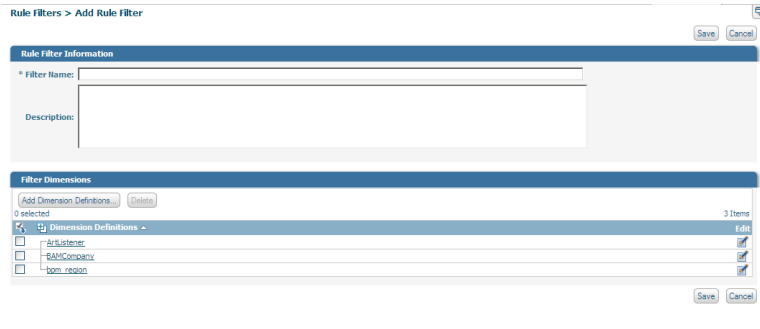 Rule Filters > Add Rule Filter
Save Cancel
Rule Filter Information
* Filter Name:
Description:
Filter Dimensions
Add Dimension Definitions... Delete
0 selected 3 Items
Dimension Definitions Edit
ArtListener
BAMCompany
bpm_region
Save Cancel